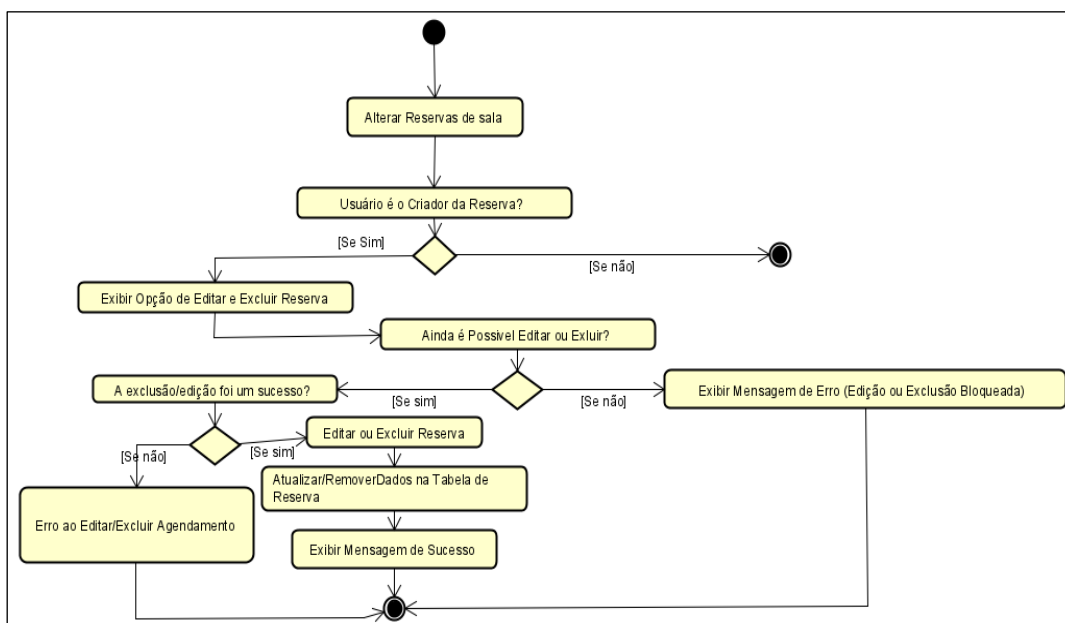 Alterar Reservas de sala
Usuário é o Criador da Reserva?
[Se Sim]
[Se não]
Exibir Opção de Editar e Excluir Reserva
Ainda é Possivel Editar ou Exluir?
A exclusão/edição foi um sucesso?
[Se sim]
[Se não]
Exibir Mensagem de Erro (Edição ou Exclusão Bloqueada)
[Se não]
[Se sim]
Editar ou Excluir Reserva
Atualizar/RemoverDados na Tabela de
Reserva
Erro ao Editar/Excluir Agendamento
Exibir Mensagem de Sucesso